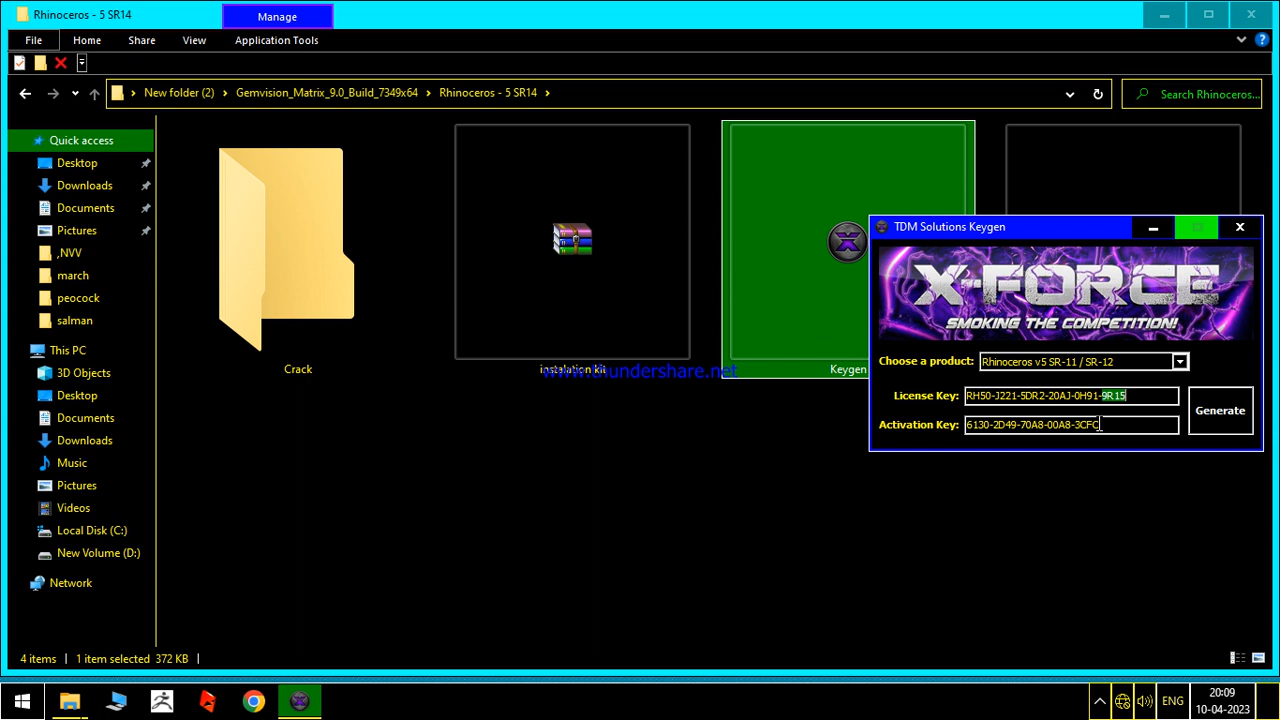 Rhinoceros - 5 SR14
Manage
File Home Share View Application Tools
New folder (2) Gemvision_Matrix_9.0_Build_7349x64 Rhinoceros - 5 SR14
Search Rhinoceros...
Quick access
Desktop
Downloads
Documents
Pictures
,NVV
march
peocock
salman
This PC
3D Objects
Desktop
Documents
Downloads
Music
Pictures
Videos
Local Disk (C:)
New Volume (D:)
Network
Crack
instalation kit
Keygen
www.thundershare.net
TDM Solutions Keygen
X-FORCE
SMOKING THE COMPETITION!
Choose a product: Rhinoceros v5 SR-11 / SR-12
License Key: RH50-J221-5DR2-20AJ-0H91-9R15
Generate
Activation Key: 6130-2D49-70A8-00A8-3CFC
4 items 1 item selected 372 KB
ENG
20:09
10-04-2023